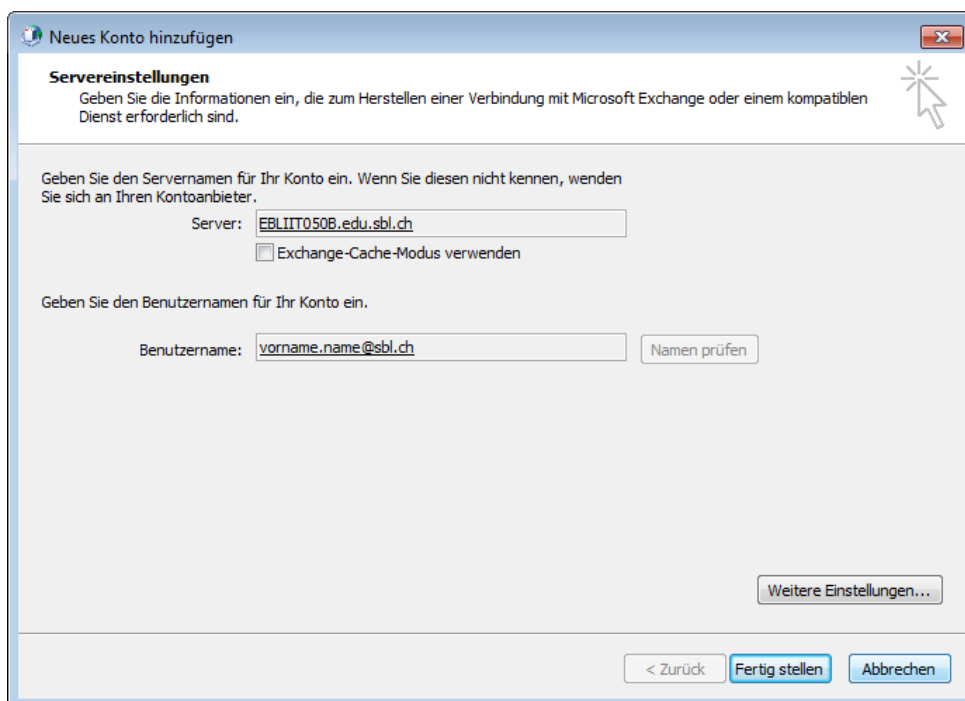 Neues Konto hinzufügen
Servereinstellungen
Geben Sie die Informationen ein, die zum Herstellen einer Verbindung mit Microsoft Exchange oder einem kompatiblen
Dienst erforderlich sind.
Geben Sie den Servernamen für Ihr Konto ein. Wenn Sie diesen nicht kennen, wenden
Sie sich an Ihren Kontoanbieter.
Server: EBLIIT050B.edu.sbl.ch
Exchange-Cache-Modus verwenden
Geben Sie den Benutzernamen für Ihr Konto ein.
Benutzername: vorname.name@sbl.ch Namen prüfen
Weitere Einstellungen...
< Zurück Fertig stellen Abbrechen